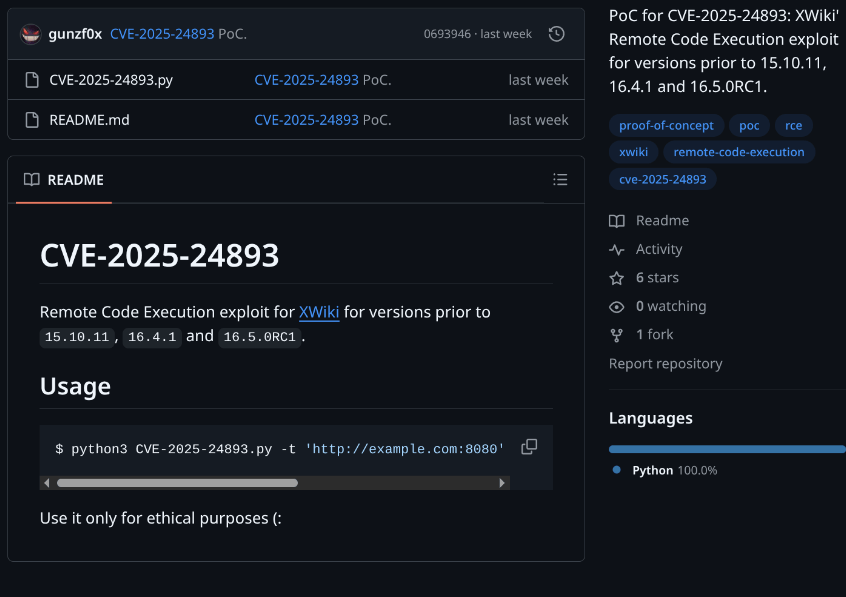 gunzf0x CVE-2025-24893 PoC. 0693946 · last week
CVE-2025-24893.py CVE-2025-24893 PoC. last week
README.md CVE-2025-24893 PoC. last week
README
CVE-2025-24893
Remote Code Execution exploit for XWiki for versions prior to
15.10.11, 16.4.1 and 16.5.0RC1.
Usage
$ python3 CVE-2025-24893.py -t 'http://example.com:8080'
Use it only for ethical purposes (:
PoC for CVE-2025-24893: XWiki'
Remote Code Execution exploit
for versions prior to 15.10.11,
16.4.1 and 16.5.0RC1.
proof-of-concept poc rce
xwiki remote-code-execution
cve-2025-24893
Readme
Activity
6 stars
0 watching
1 fork
Report repository
Languages
Python 100.0%